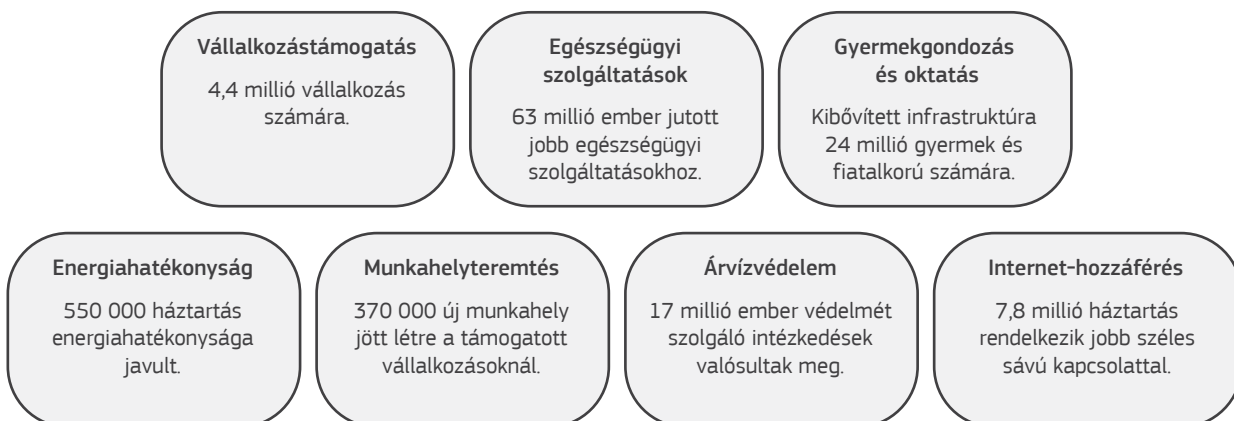 Vállalkozástámogatás
4,4 millió vállalkozás
számára.
Egészségügyi
szolgáltatások
63 millió ember jutott
jobb egészségügyi
szolgáltatásokhoz.
Gyermekgondozás
és oktatás
Kibővített infrastruktúra
24 millió gyermek és
fiatalkorú számára.
Energiahatékonyság
550 000 háztartás
energiahatékonysága
javult.
Munkahelyteremtés
370 000 új munkahely
jött létre a támogatott
vállalkozásoknál.
Árvízvédelem
17 millió ember védelmét
szolgáló intézkedések
valósultak meg.
Internet-hozzáférés
7,8 millió háztartás
rendelkezik jobb széles
sávú kapcsolattal.